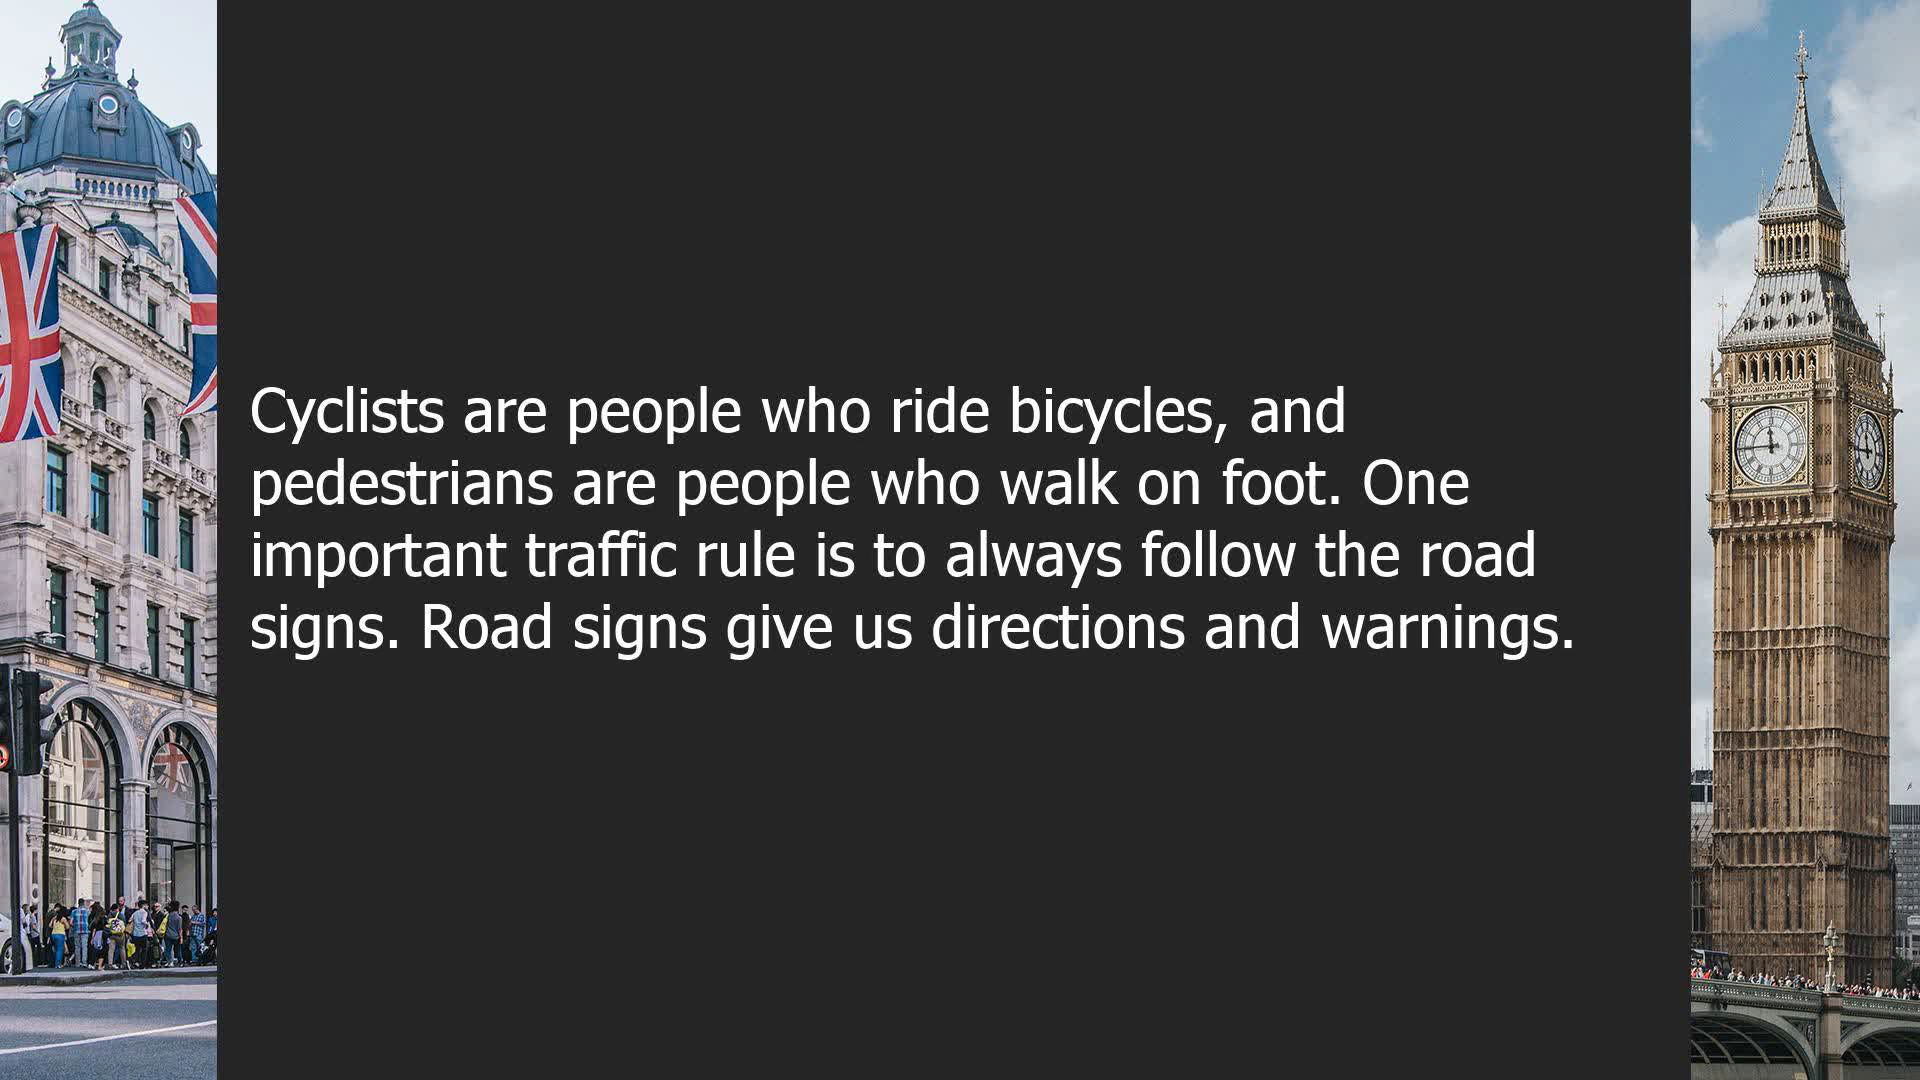 Cyclists are people who ride bicycles, and
pedestrians are people who walk on foot. One
important traffic rule is to always follow the road
signs. Road signs give us directions and warnings.